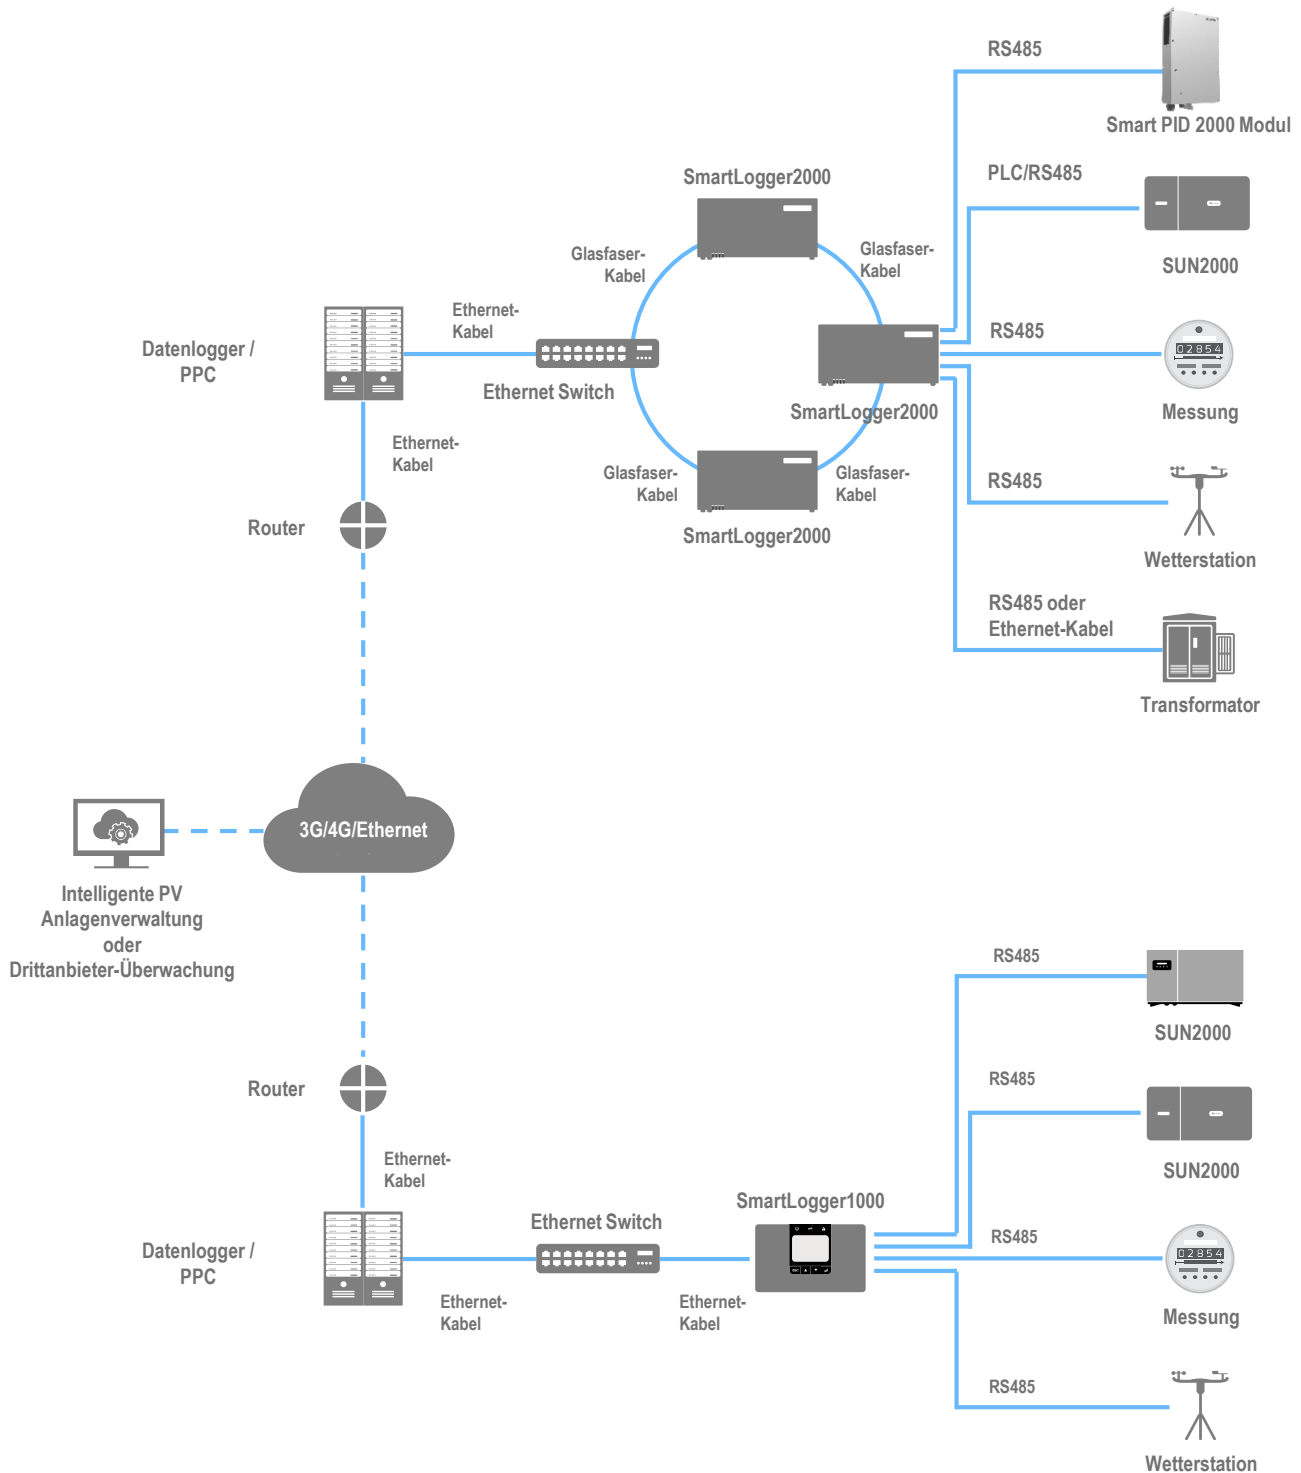 RS485
Smart PID 2000 Modul
SmartLogger2000
PLC/RS485
SUN2000
Glasfaser-
Kabel
Glasfaser-
Kabel
Ethernet-
Kabel
Datenlogger /
PPC
Ethernet Switch
SmartLogger2000
RS485
02854
Messung
Ethernet-
Kabel
Glasfaser-
Kabel
Glasfaser-
Kabel
SmartLogger2000
RS485
Wetterstation
Router
RS485 oder
Ethernet-Kabel
Transformator
3G/4G/Ethernet
Intelligente PV
Anlagenverwaltung
oder
Drittanbieter-Überwachung
RS485
SUN2000
Router
RS485
SUN2000
Ethernet-
Kabel
SmartLogger1000
Ethernet Switch
Datenlogger /
PPC
Ethernet-
Kabel
Ethernet-
Kabel
ESC
RS485
02854
Messung
RS485
Wetterstation